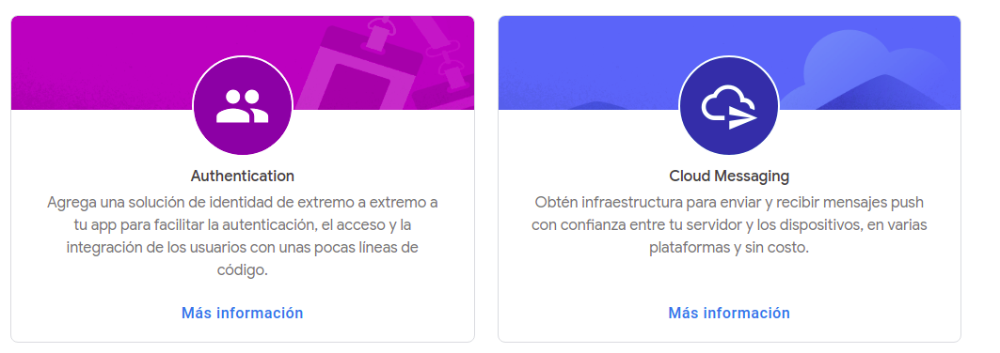 Authentication
Agrega una solución de identidad de extremo a extremo a
tu app para facilitar la autenticación, el acceso y la
integración de los usuarios con unas pocas líneas de
código.
Más información
Cloud Messaging
Obtén infraestructura para enviar y recibir mensajes push
con confianza entre tu servidor y los dispositivos, en varias
plataformas y sin costo.
Más información